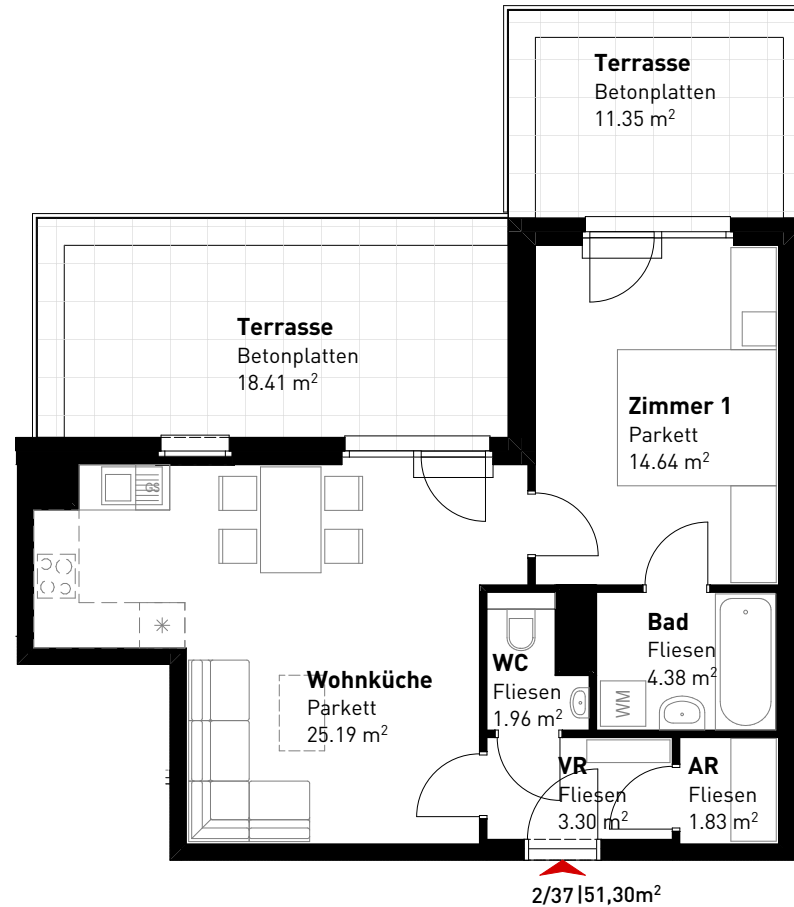 Terrasse
Betonplatten
11.35 m²
Terrasse
Betonplatten
18.41 m²
Zimmer 1
Parkett
14.64 m²
GS
Bad
Fliesen
4.38 m²
WC
Fliesen
1.96 m²
WM
Wohnküche
Parkett
25.19 m²
VR
Fliesen
3.30 m²
AR
Fliesen
1.83 m²
2/37|51,30m²